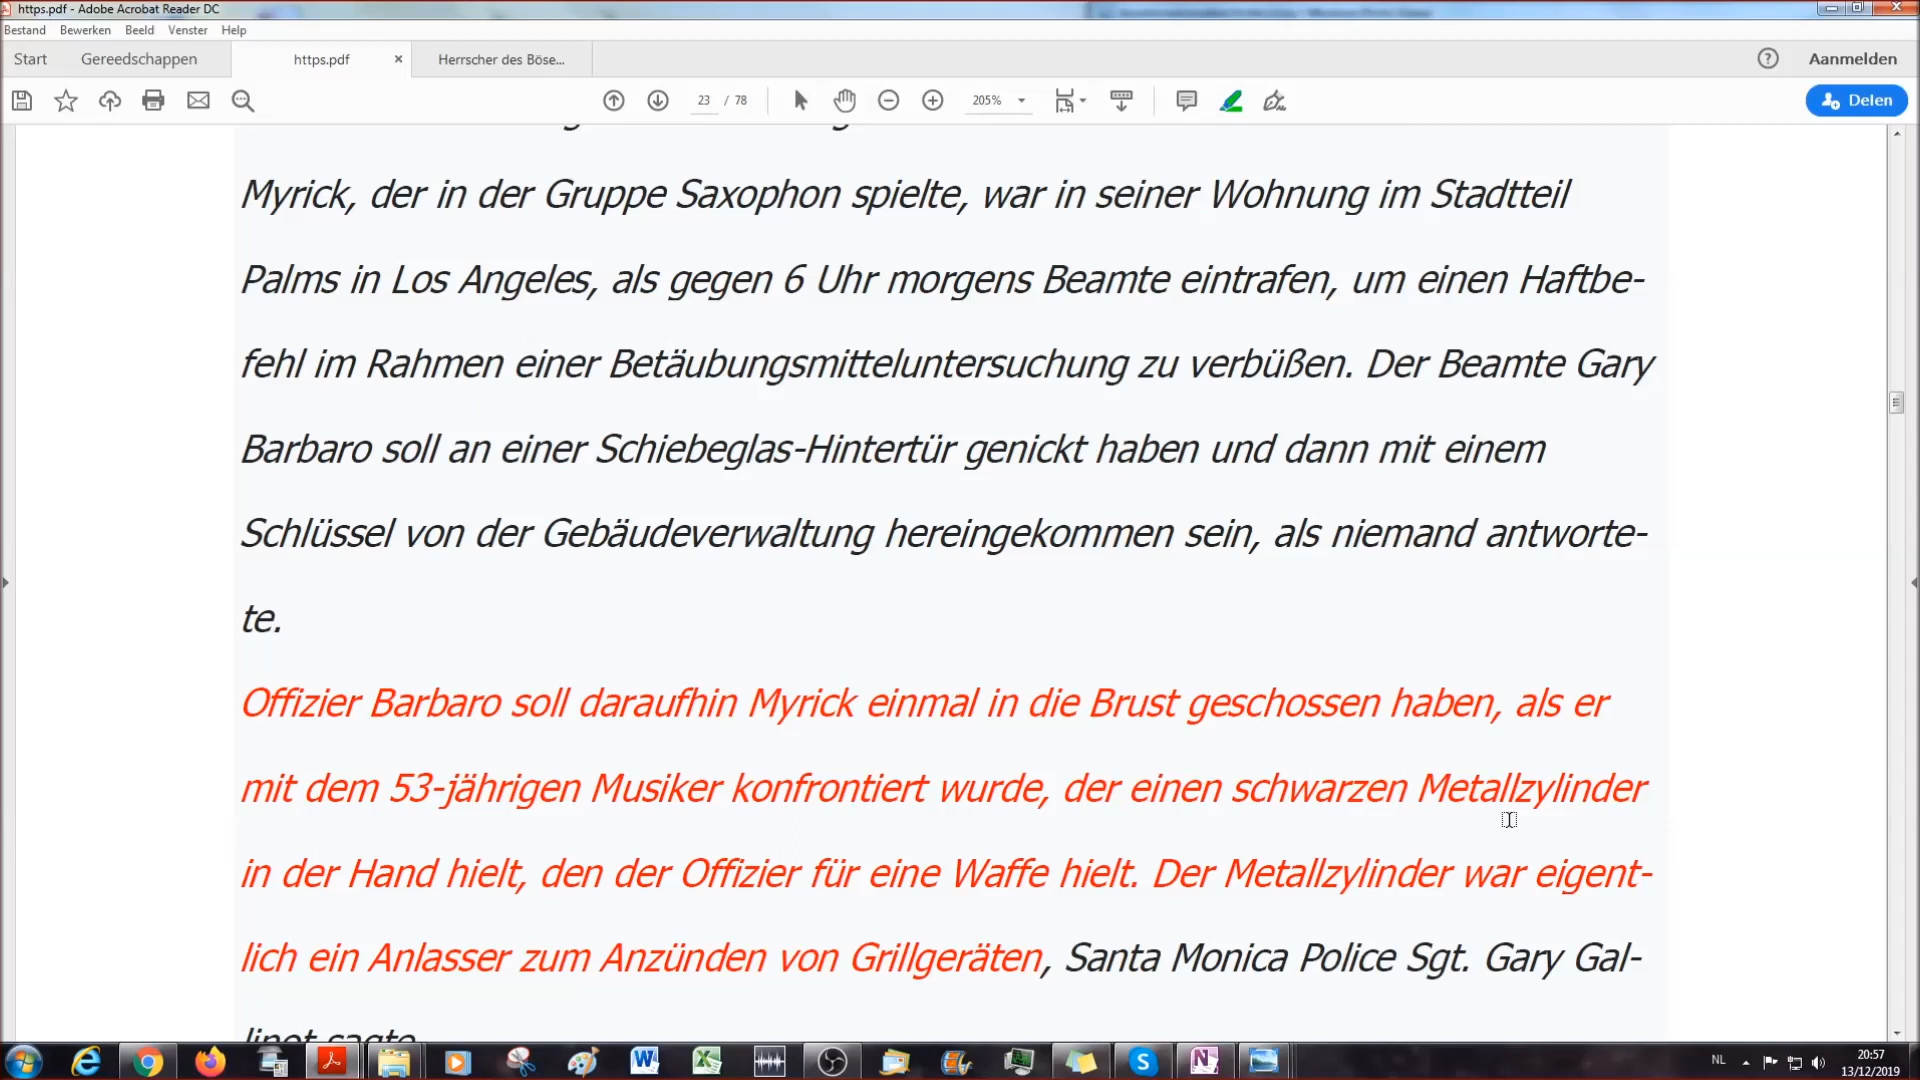 https.pdf - Adobe Acrobat Reader DC
Bestand Bewerken Beeld Venster Help
Start Gereedschappen https.pdf × Herrscher des Böse... ? Aanmelden
23 / 78 205% Delen
Myrick, der in der Gruppe Saxophon spielte, war in seiner Wohnung im Stadtteil
Palms in Los Angeles, als gegen 6 Uhr morgens Beamte eintrafen, um einen Haftbe-
fehl im Rahmen einer Betäubungsmitteluntersuchung zu verbüßen. Der Beamte Gary
Barbaro soll an einer Schiebeglas-Hintertür genickt haben und dann mit einem
Schlüssel von der Gebäudeverwaltung hereingekommen sein, als niemand antworte-
te.
Offizier Barbaro soll daraufhin Myrick einmal in die Brust geschossen haben, als er
mit dem 53-jährigen Musiker konfrontiert wurde, der einen schwarzen Metallzylinder
in der Hand hielt, den der Offizier für eine Waffe hielt. Der Metallzylinder war eigent-
lich ein Anlasser zum Anzünden von Grillgeräten, Santa Monica Police Sgt. Gary Gal-
linot sagte
NL 20:57
13/12/2019